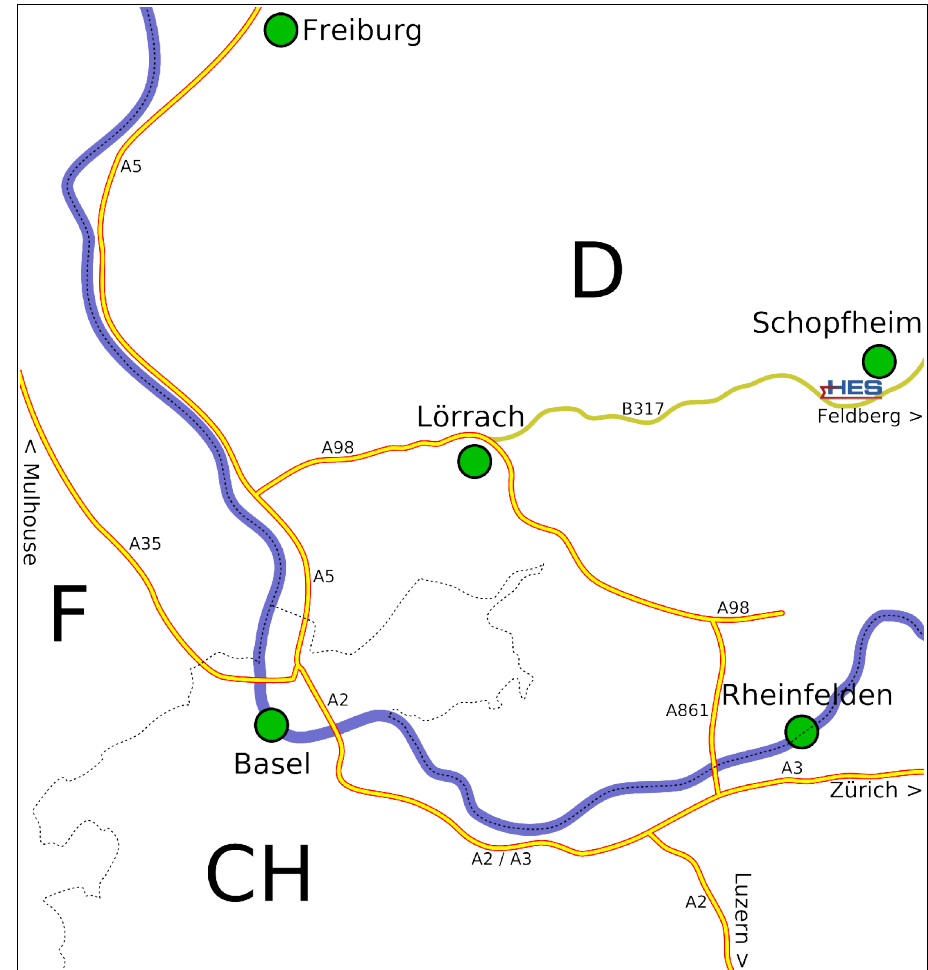 Freiburg
A5
D
Schopfheim
HES
B317
Feldberg >
Lörrach
A98
< Mulhouse
A35
A5
F
A98
Rheinfelden
A2
A861
Basel
A3
Zürich >
A2 / A3
CH
A2
Luzern >